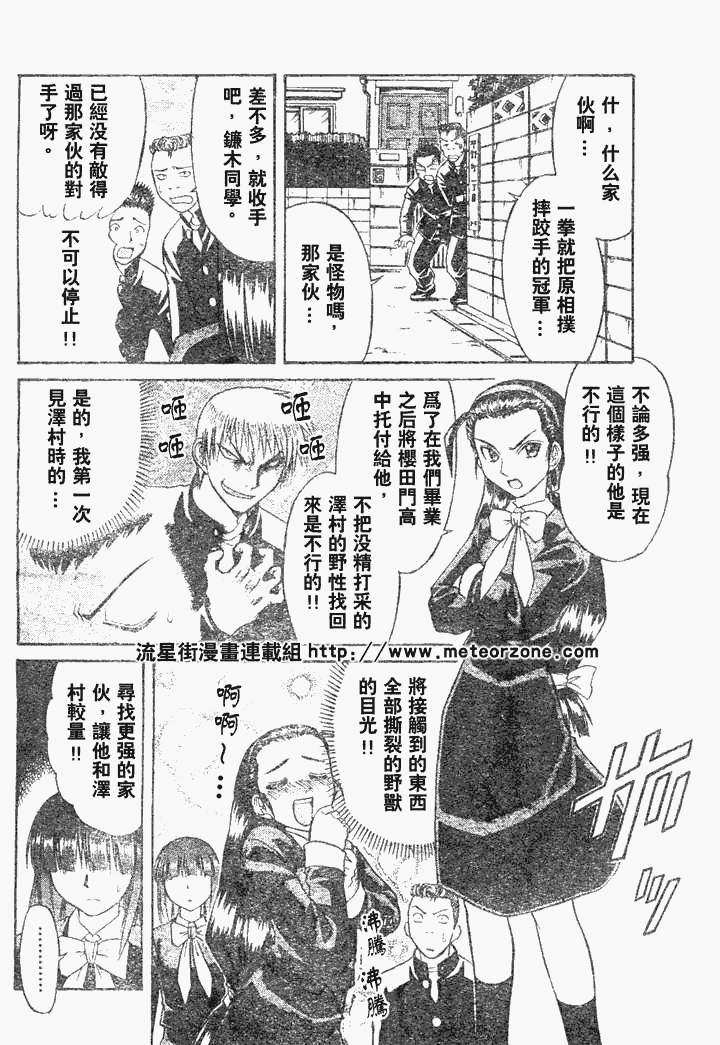 什，什么家
伙啊…
一拳就把原相撲
摔跤手的冠軍…
是怪物嗎，
那家伙…
差不多，就收手
吧，鐮木同學。
已經没有敵得
過那家伙的對
手了呀。
不可以停止!!
不論多强，現在
這個樣子的他是
不行的!!
爲了在我們畢業
之后將櫻田門高
中托付給他，
不把没精打采的
澤村的野性找回
來是不行的!!
咂
咂
咂
咂
是的，我第一次
見澤村時的…
流星街漫畫連載組 http://www.meteorzone.com
將接觸到的東西
全部撕裂的野獸
的目光!!
啊
啊～…
沸騰
沸騰
尋找更强的家
伙，讓他和澤
村較量!!
………